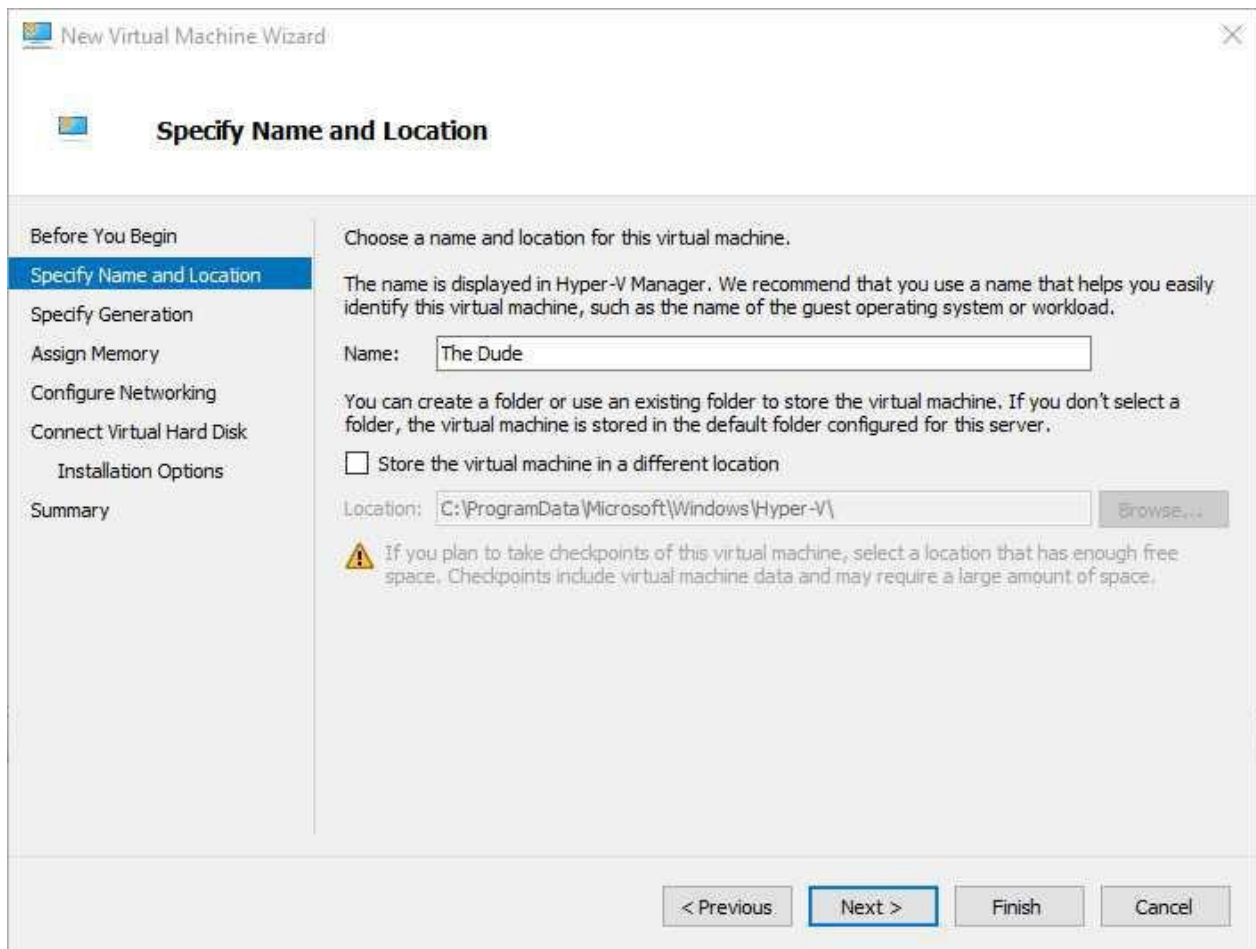 New Virtual Machine Wizard
Specify Name and Location
Before You Begin
Specify Name and Location
Specify Generation
Assign Memory
Configure Networking
Connect Virtual Hard Disk
Installation Options
Summary
Choose a name and location for this virtual machine.
The name is displayed in Hyper-V Manager. We recommend that you use a name that helps you easily
identify this virtual machine, such as the name of the guest operating system or workload.
Name: The Dude
You can create a folder or use an existing folder to store the virtual machine. If you don't select a
folder, the virtual machine is stored in the default folder configured for this server.
Store the virtual machine in a different location
Location: C:\ProgramData\Microsoft\Windows\Hyper-V\ Browse...
If you plan to take checkpoints of this virtual machine, select a location that has enough free
space. Checkpoints include virtual machine data and may require a large amount of space.
< Previous Next > Finish Cancel